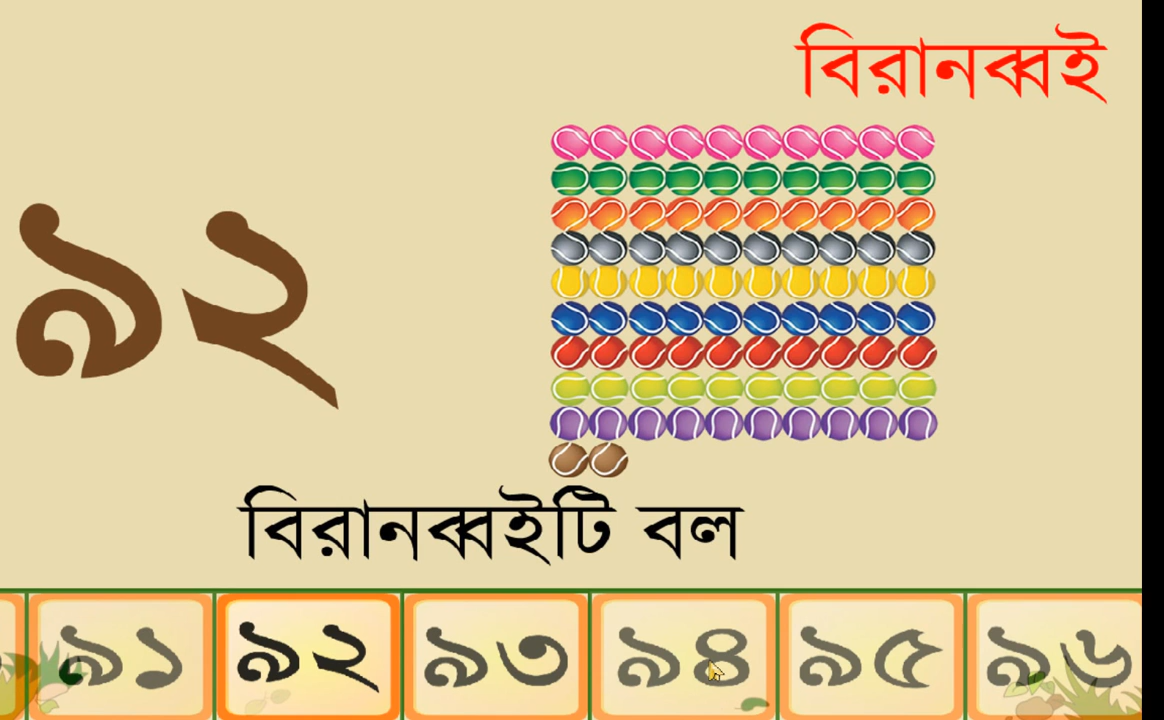 বিরানব্বই
৯২
বিরানব্বইটি বল
৯১ ৯২ ৯৩ ৯৪ ৯৫ ৯৬